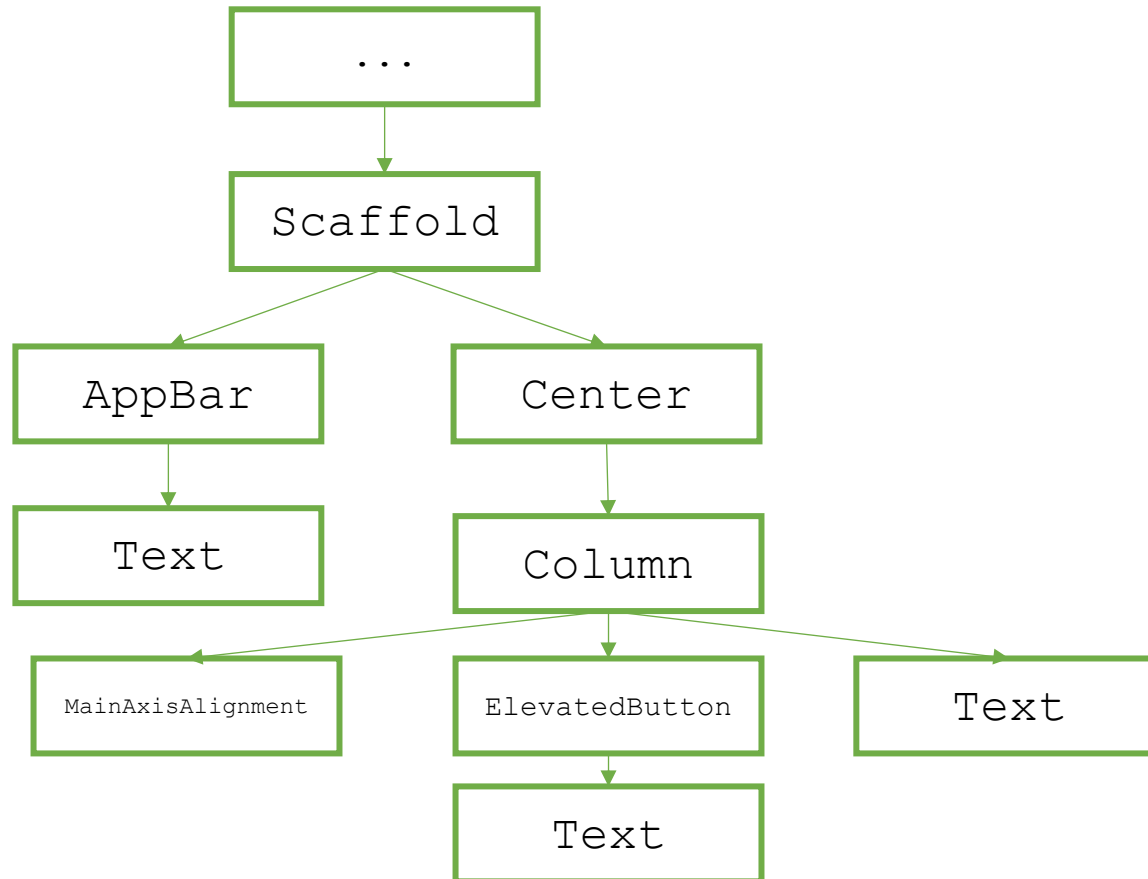 ...
Scaffold
AppBar
Center
Text
Column
MainAxisAlignment
ElevatedButton
Text
Text